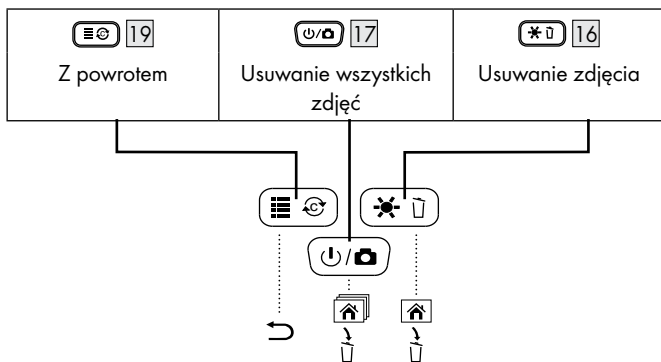 19
Z powrotem
17
Usuwanie wszystkich
zdjęć
16
Usuwanie zdjęcia
C
/